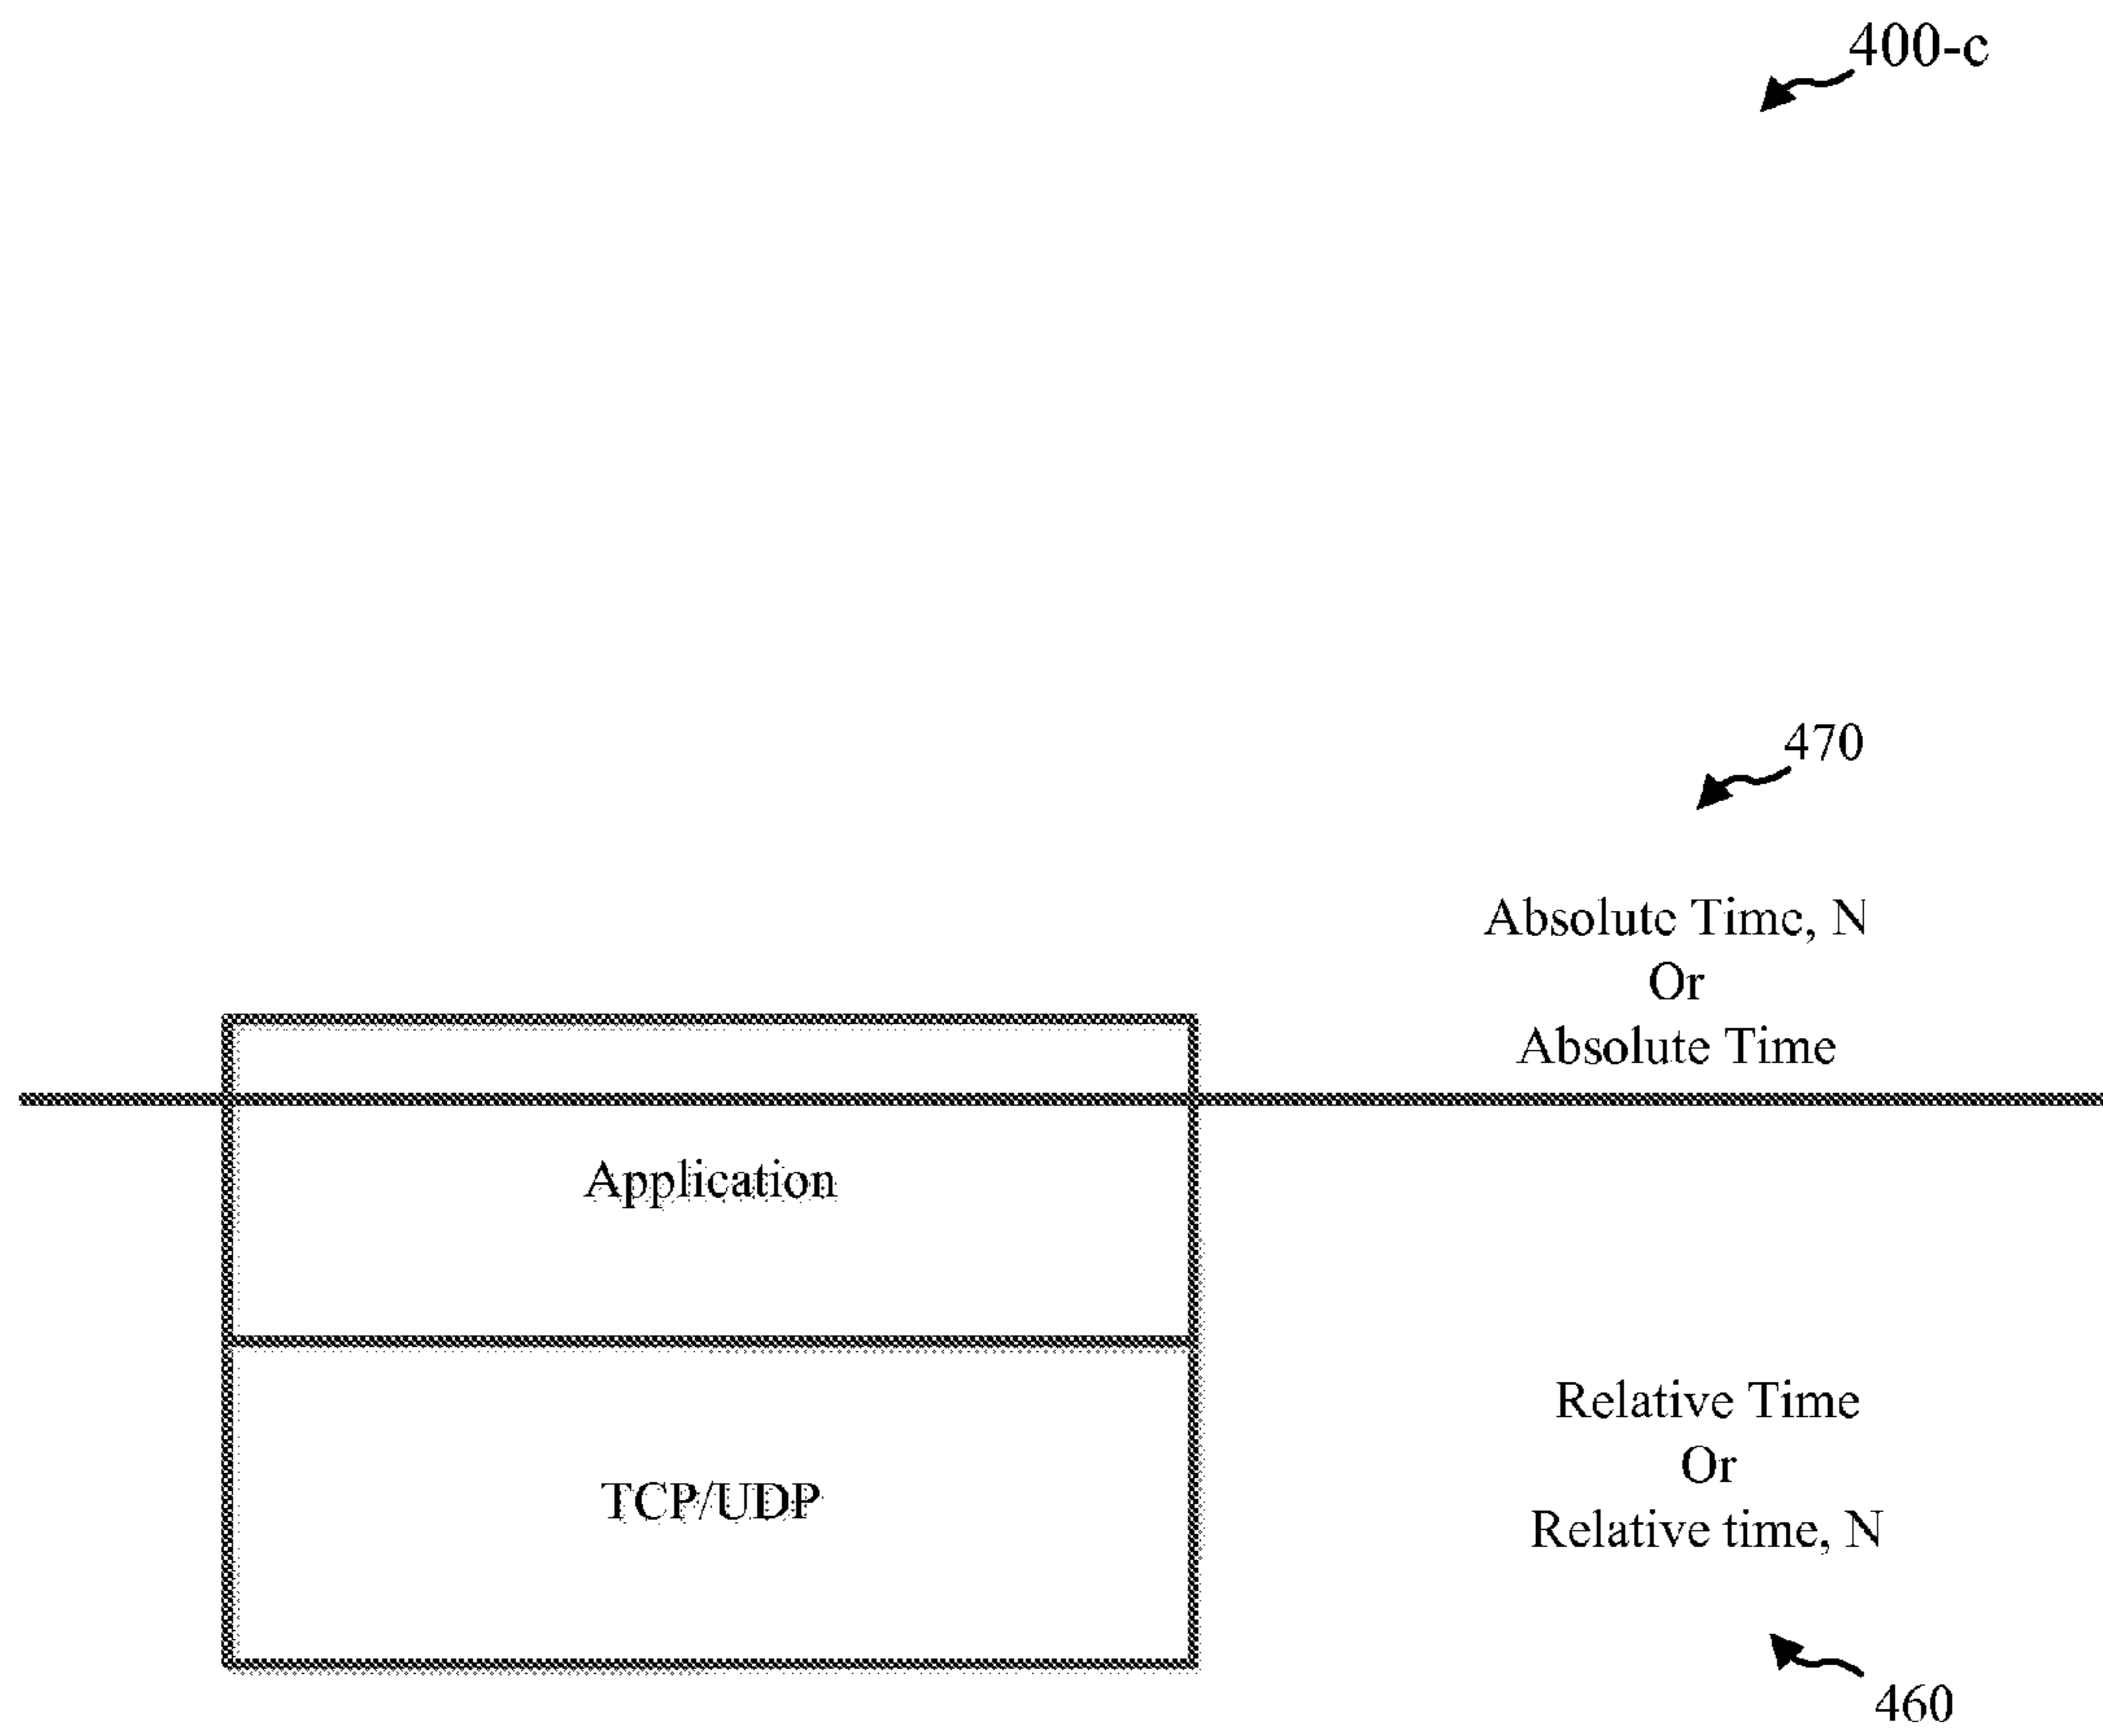 400-c
470
Absolute Time, N
Or
Absolute Time
Application
Relative Time
Or
Relative time, N
TCP/UDP
460